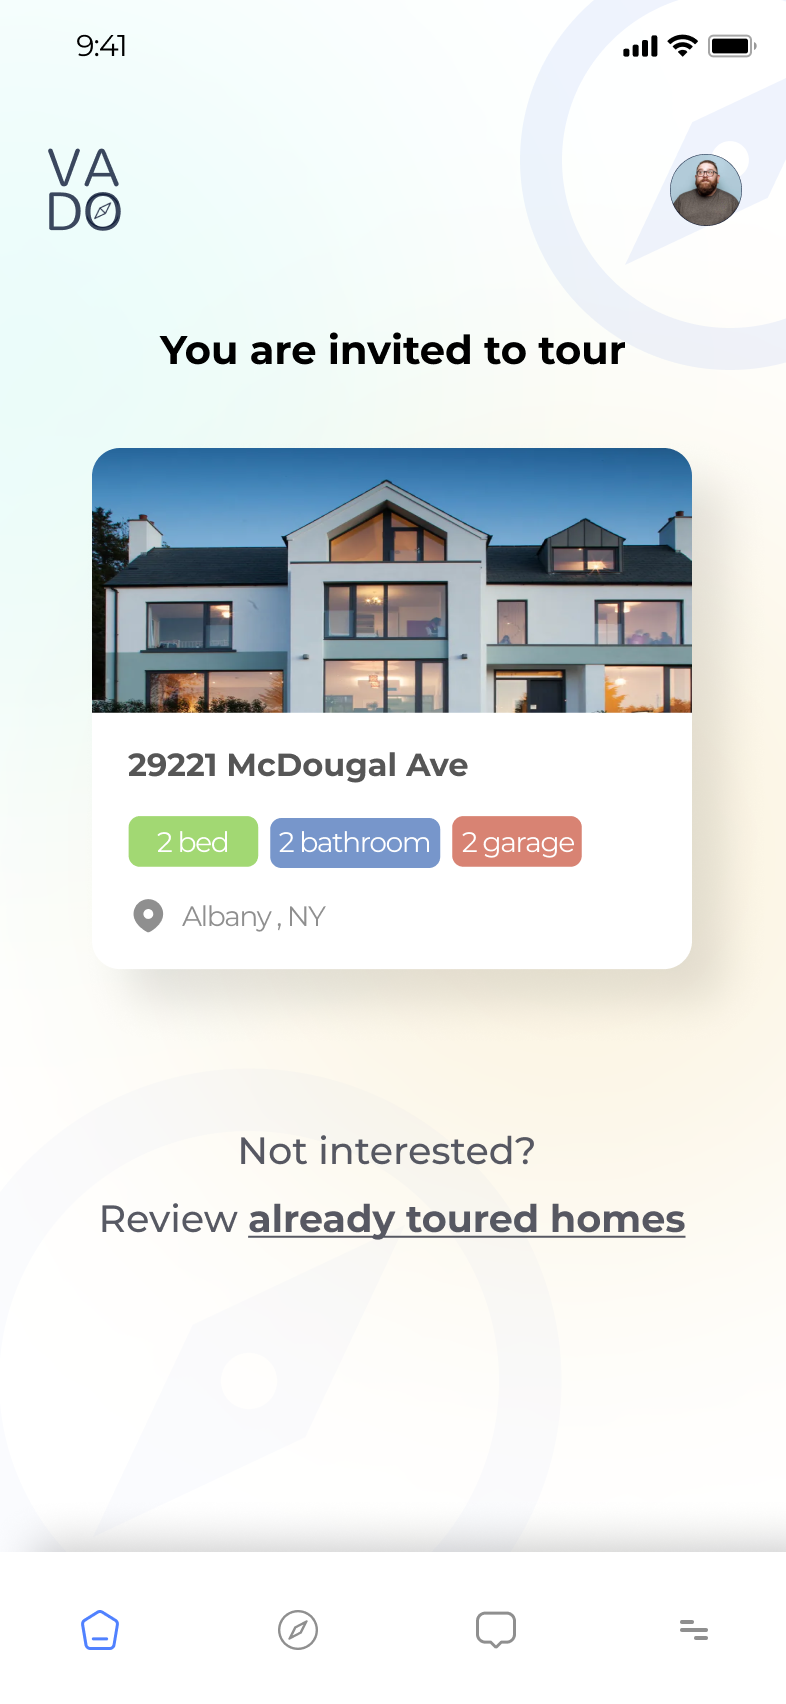 9:41
VA
DO
You are invited to tour
29221 McDougal Ave
2 bed
2 bathroom
2 garage
Albany , NY
Not interested?
Review already toured homes